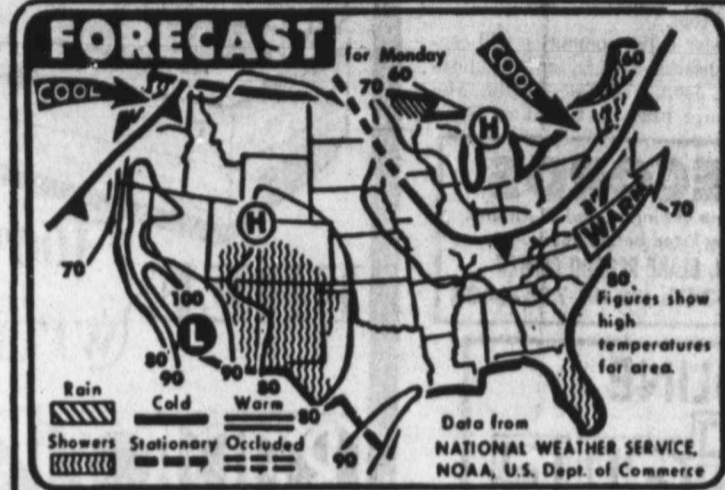 FORECAST
for Monday
COOL
70
60
COOL
60
H
H
WARM
70
70
80
Figures show
high
temperatures
for area.
100
L
80
90
90
80
80
90
Rain
Cold
Warm
Showers
Stationary
Occluded
Data from
NATIONAL WEATHER SERVICE,
NOAA, U.S. Dept. of Commerce